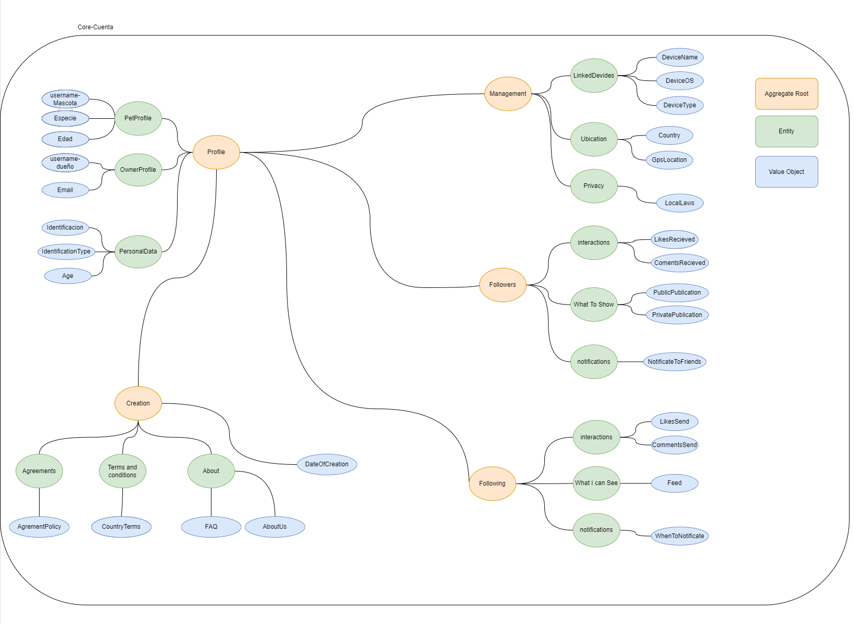 Core-Cuenta
username-
Mascota
Especie
Edad
PetProfile
username-
dueño
Email
OwnerProfile
Identificacion
IdentificationType
Age
PersonalData
Profile
Management
LinkedDevides
DeviceName
DeviceOS
DeviceType
Ubication
Country
GpsLocation
Privacy
LocalLaws
Aggregate Root
Entity
Value Object
Followers
interactions
LikesRecieved
ComentsRecieved
What To Show
PublicPublication
PrivatePublication
notifications
NotificateToFriends
Creation
Agreements
Terms and
conditions
About
DateOfCreation
AgrementPolicy
CountryTerms
FAQ
AboutUs
Following
interactions
LikesSend
CommentsSend
What I can See
Feed
notifications
WhenToNotificate